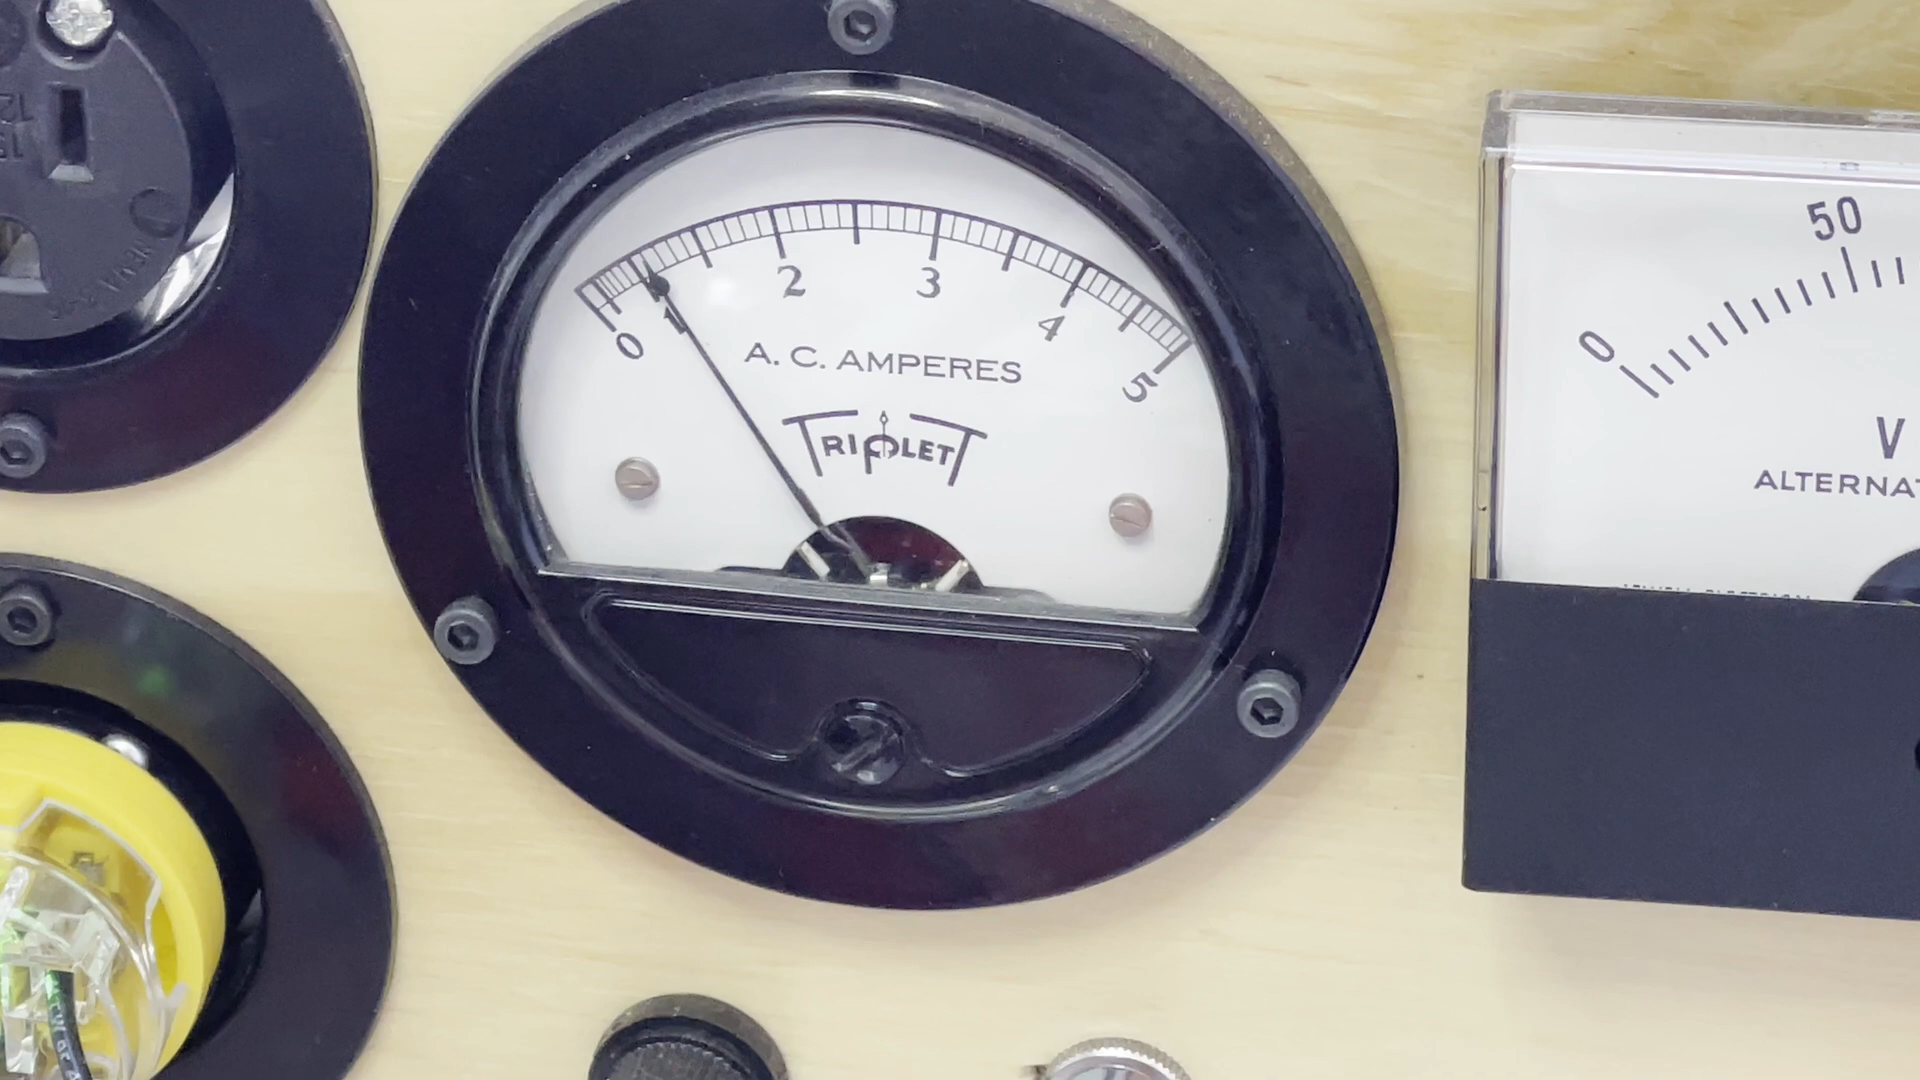 0 1 2 3 4 5
A. C. AMPERES
TRIPLETT
0 50
V
ALTERNAT